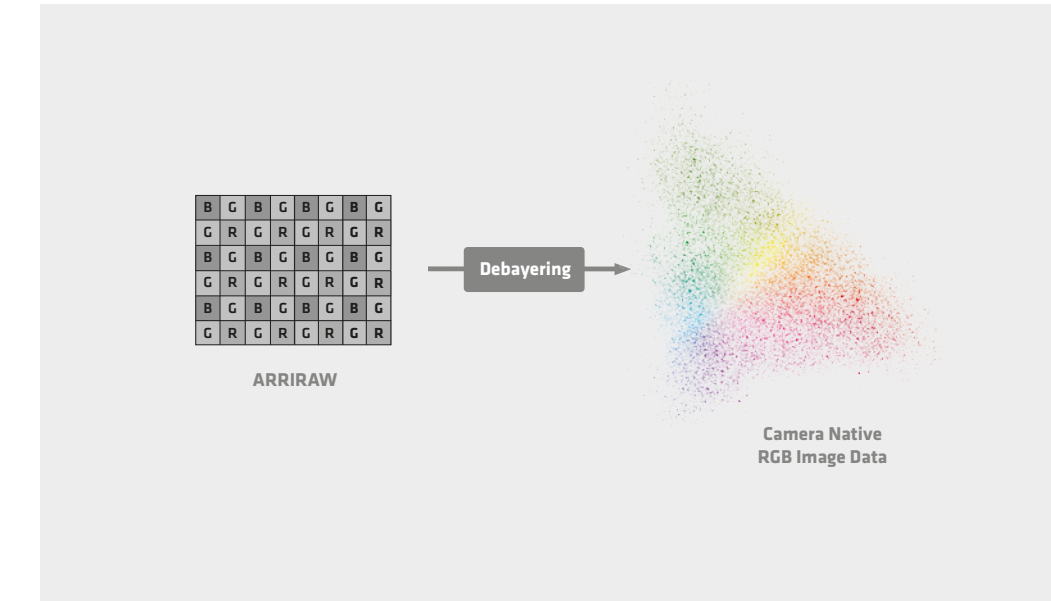 B G B G B G B G
G R G R G R G R
B G B G B G B G
G R G R G R G R
B G B G B G B G
G R G R G R G R
ARRIRAW
Debayering
Camera Native
RGB Image Data